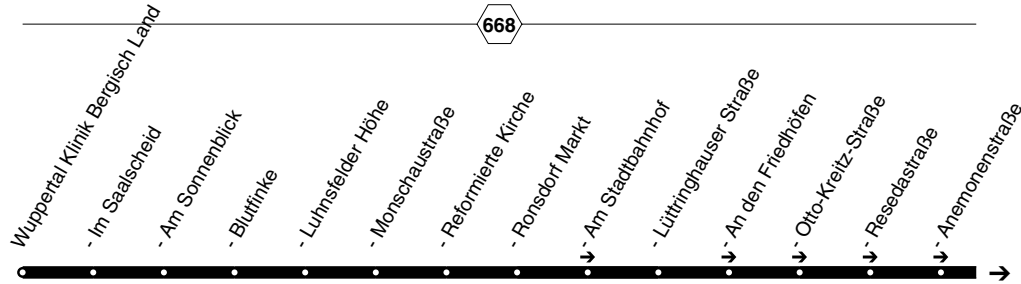 668
Wuppertal Klinik Bergisch Land
- Im Saalscheid
- Am Sonnenblick
- Blutfinke
- Luhnsfelder Höhe
- Monschaustraße
- Reformierte Kirche
- Ronsdorf Markt
➔ - Am Stadtbahnhof
- Lüttringhauser Straße
➔ - An den Friedhöfen
➔ - Otto-Kreitz-Straße
➔ - Resedastraße
➔ - Anemonenstraße
➔